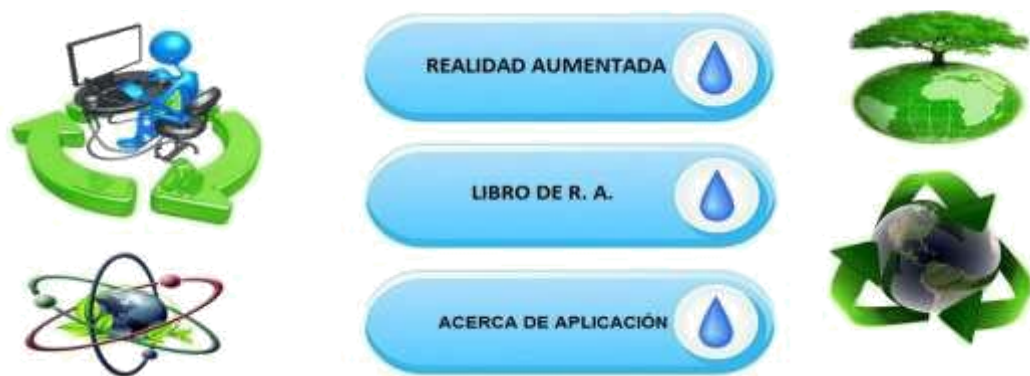 REALIDAD AUMENTADA
LIBRO DE R. A.
ACERCA DE APLICACIÓN